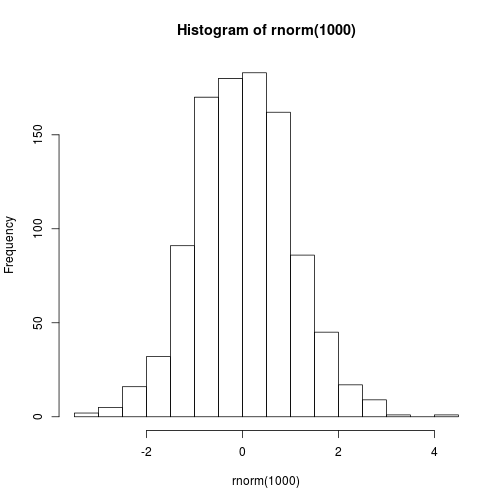 Histogram of rnorm(1000)
Frequency
150
100
50
0
-2 0 2 4
rnorm(1000)